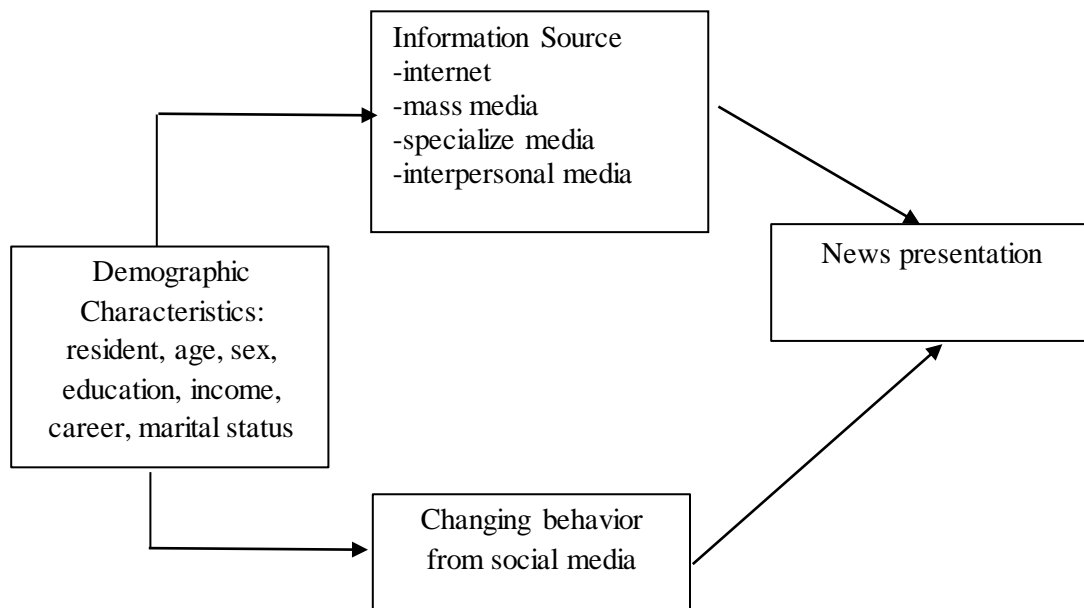 Information Source
-internet
-mass media
-specialize media
-interpersonal media
News presentation
Demographic
Characteristics:
resident, age, sex,
education, income,
career, marital status
Changing behavior
from social media